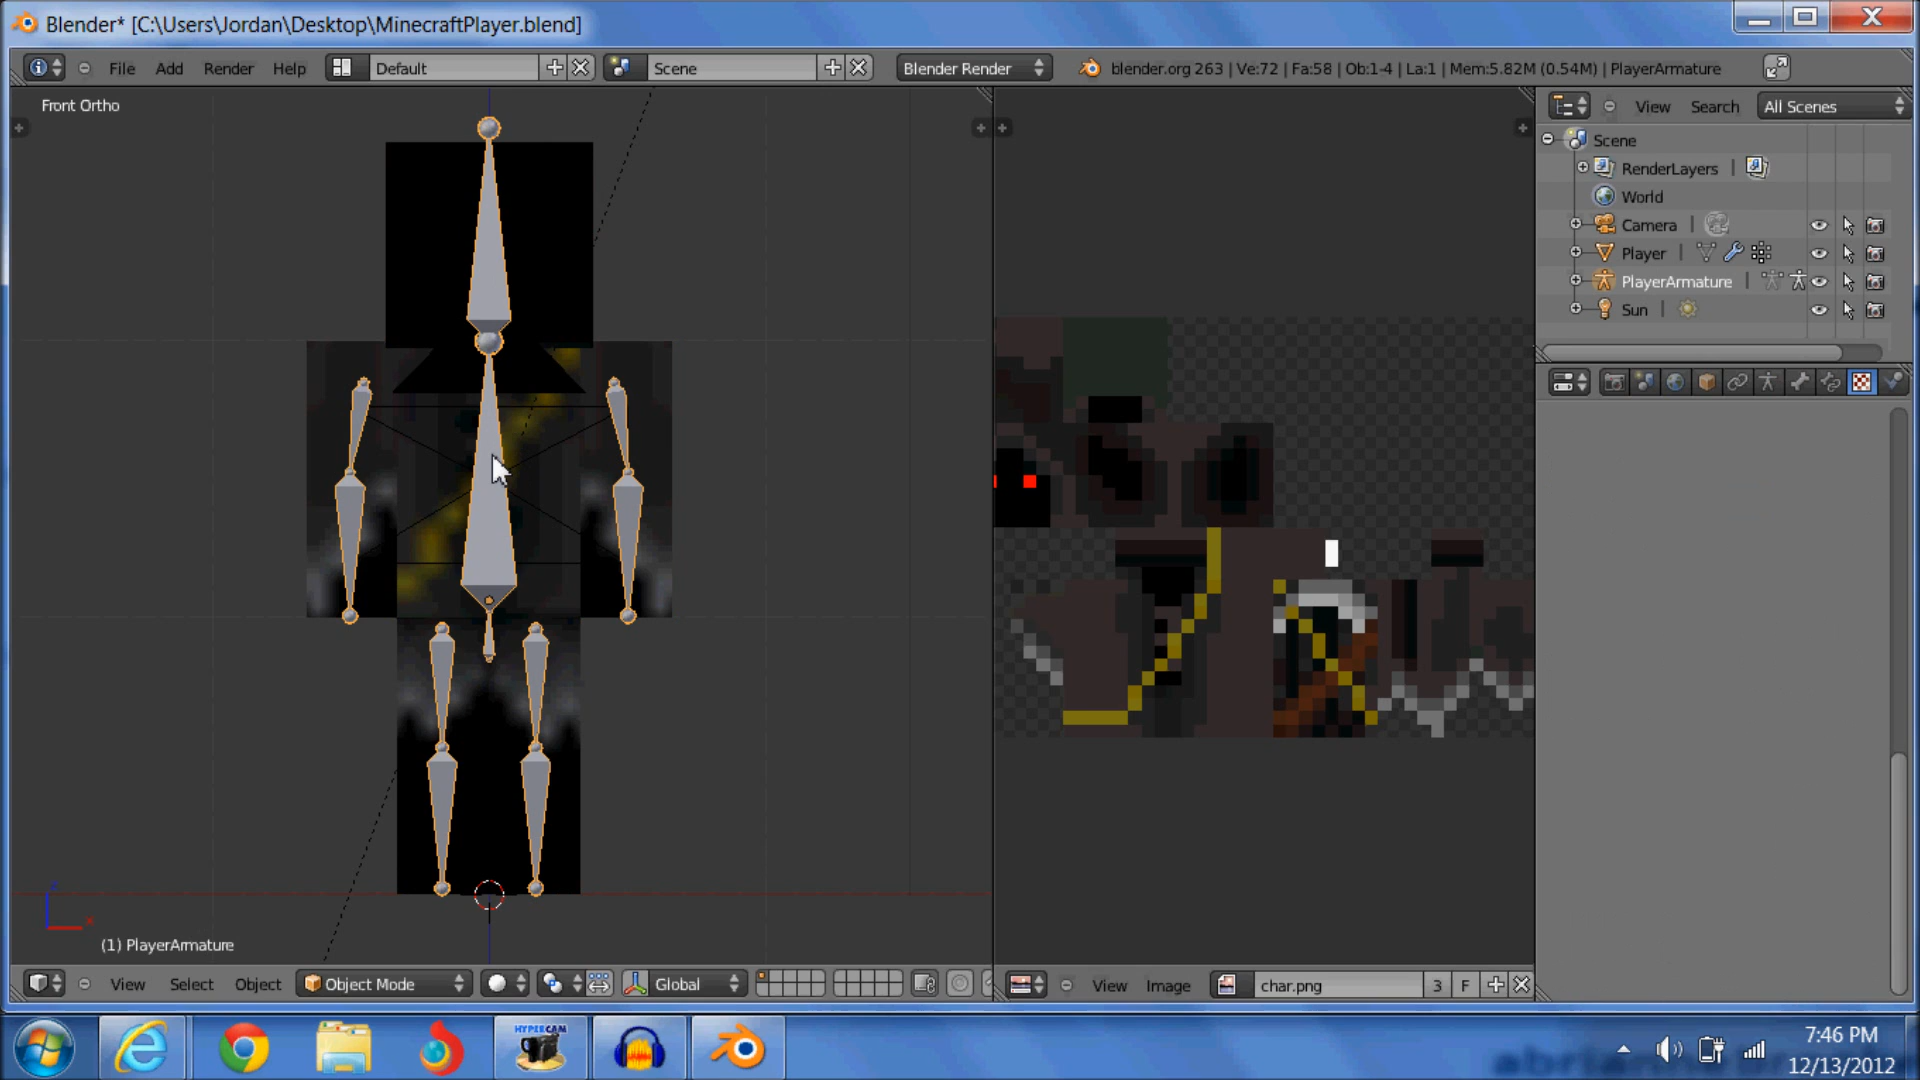 Blender* [C:\Users\Jordan\Desktop\MinecraftPlayer.blend]
File Add Render Help Default Scene Blender Render blender.org 263 | Ve:72 | Fa:58 | Ob:1-4 | La:1 | Mem:5.82M (0.54M) | PlayerArmature
Front Ortho
View Search All Scenes
Scene
RenderLayers
World
Camera
Player
PlayerArmature
Sun
(1) PlayerArmature
View Select Object Object Mode Global
View Image char.png 3 F
HYPERCAM
7:46 PM
12/13/2012